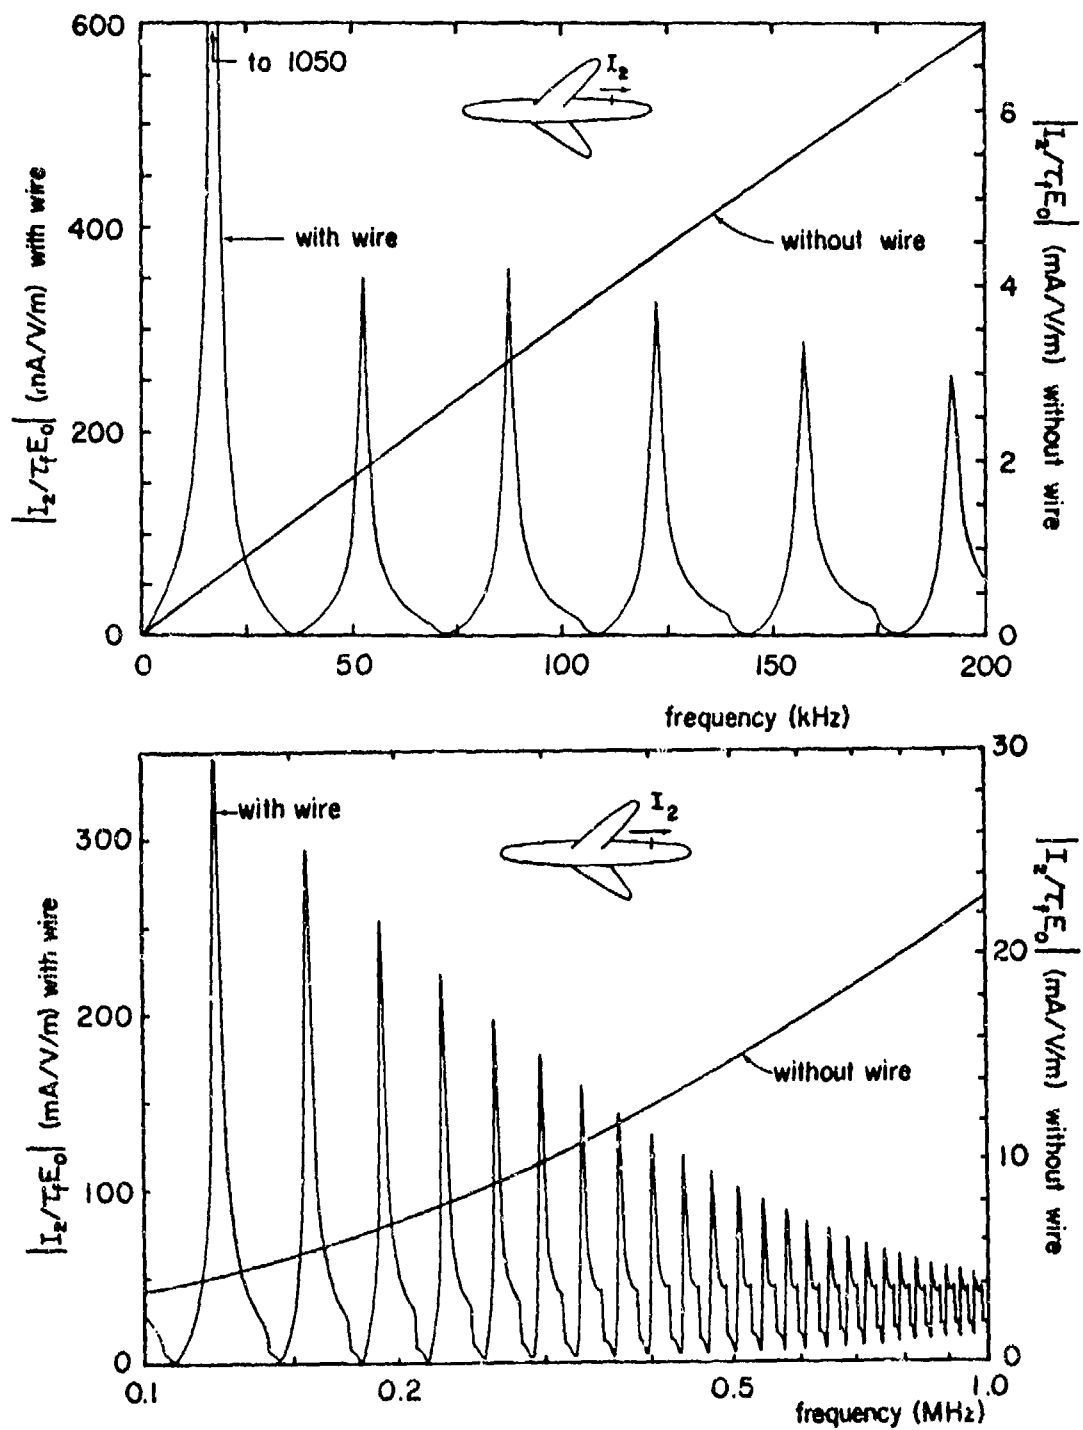 600
400
200
0
to 1050
I₂
with wire
without wire
6
4
2
0
|I₂/τfE₀| (mA/V/m) with wire
|I₂/τfE₀| (mA/V/m) without wire
0 50 100 150 200
frequency (kHz)
300
200
100
0
with wire
I₂
without wire
30
20
10
0
|I₂/τfE₀| (mA/V/m) with wire
|I₂/τfE₀| (mA/V/m) without wire
0.1 0.2 0.5 1.0
frequency (MHz)